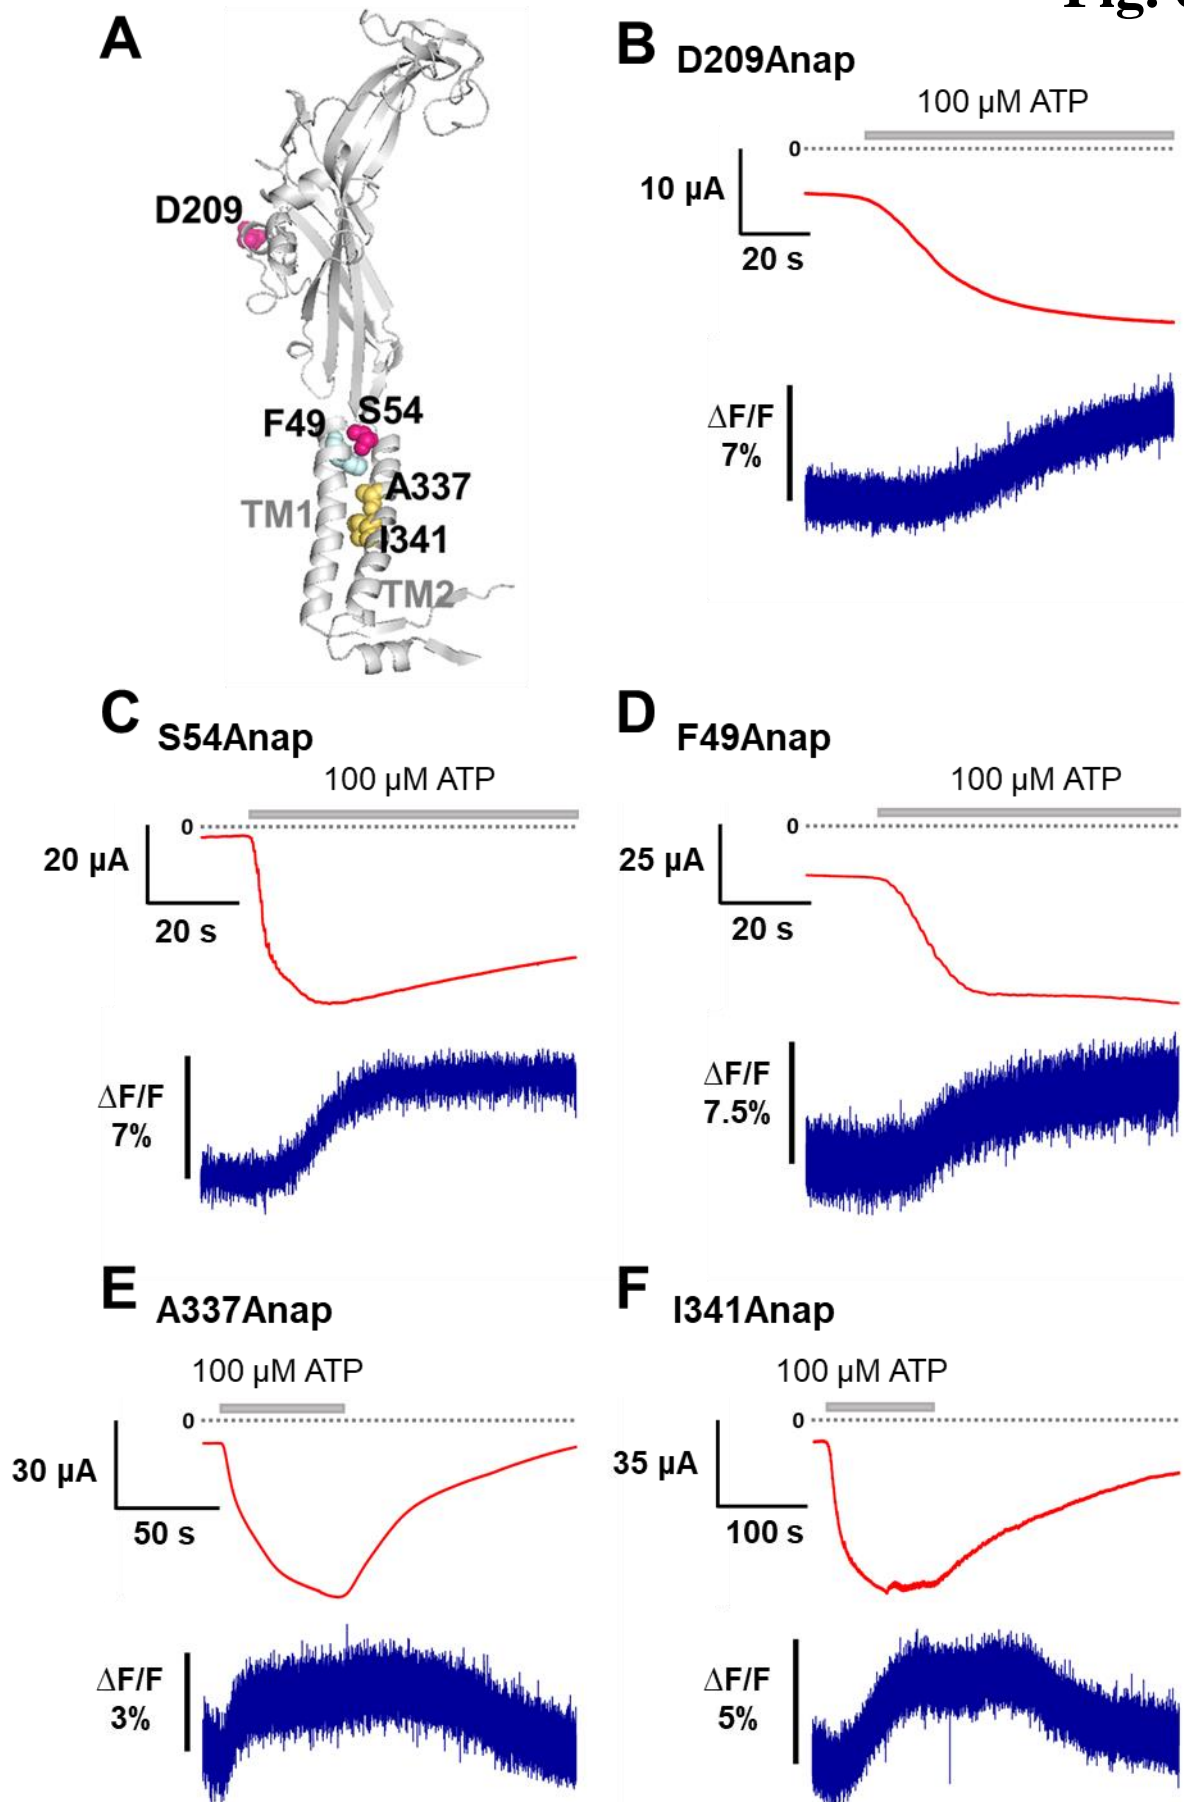 Fig.
A
D209
F49
S54
A337
TM1
I341
TM2
B
D209Anap
100 µM ATP
0
10 µA
20 s
ΔF/F
7%
C
S54Anap
100 µM ATP
0
20 µA
20 s
ΔF/F
7%
D
F49Anap
100 µM ATP
0
25 µA
20 s
ΔF/F
7.5%
E
A337Anap
100 µM ATP
0
30 µA
50 s
ΔF/F
3%
F
I341Anap
100 µM ATP
0
35 µA
100 s
ΔF/F
5%